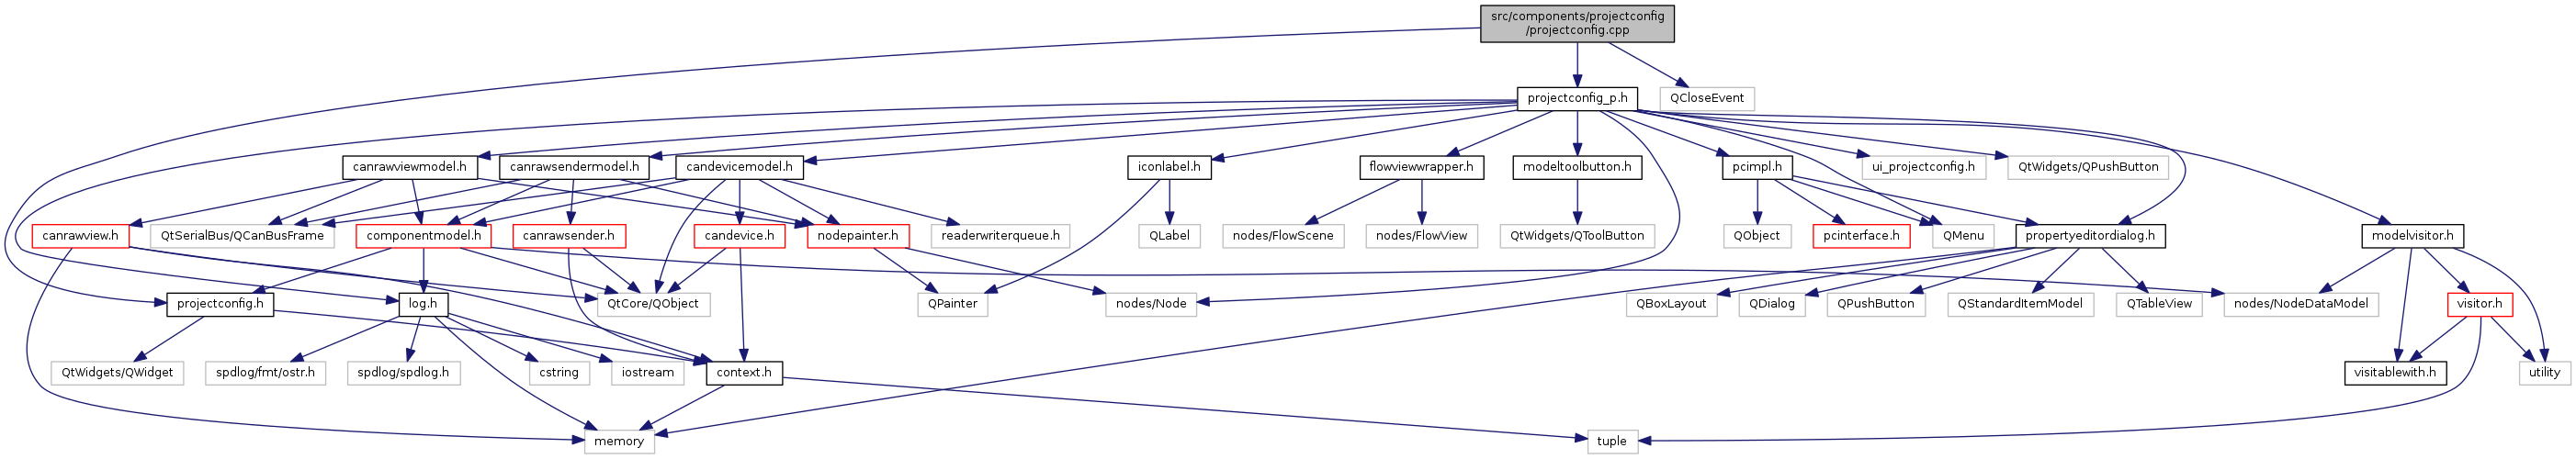 src/components/projectconfig
/projectconfig.cpp
projectconfig_p.h
QCloseEvent
canrawviewmodel.h
canrawsendermodel.h
candevicemodel.h
iconlabel.h
flowviewwrapper.h
modeltoolbutton.h
pcimpl.h
ui_projectconfig.h
QtWidgets/QPushButton
canrawview.h
QtSerialBus/QCanBusFrame
componentmodel.h
canrawsender.h
candevice.h
nodepainter.h
readerwriterqueue.h
QLabel
nodes/FlowScene
nodes/FlowView
QtWidgets/QToolButton
QObject
pcinterface.h
QMenu
propertyeditordialog.h
modelvisitor.h
projectconfig.h
log.h
QtCore/QObject
QPainter
nodes/Node
QBoxLayout
QDialog
QPushButton
QStandardItemModel
QTableView
nodes/NodeDataModel
visitor.h
QtWidgets/QWidget
spdlog/fmt/ostr.h
spdlog/spdlog.h
cstring
iostream
context.h
visitablewith.h
utility
memory
tuple